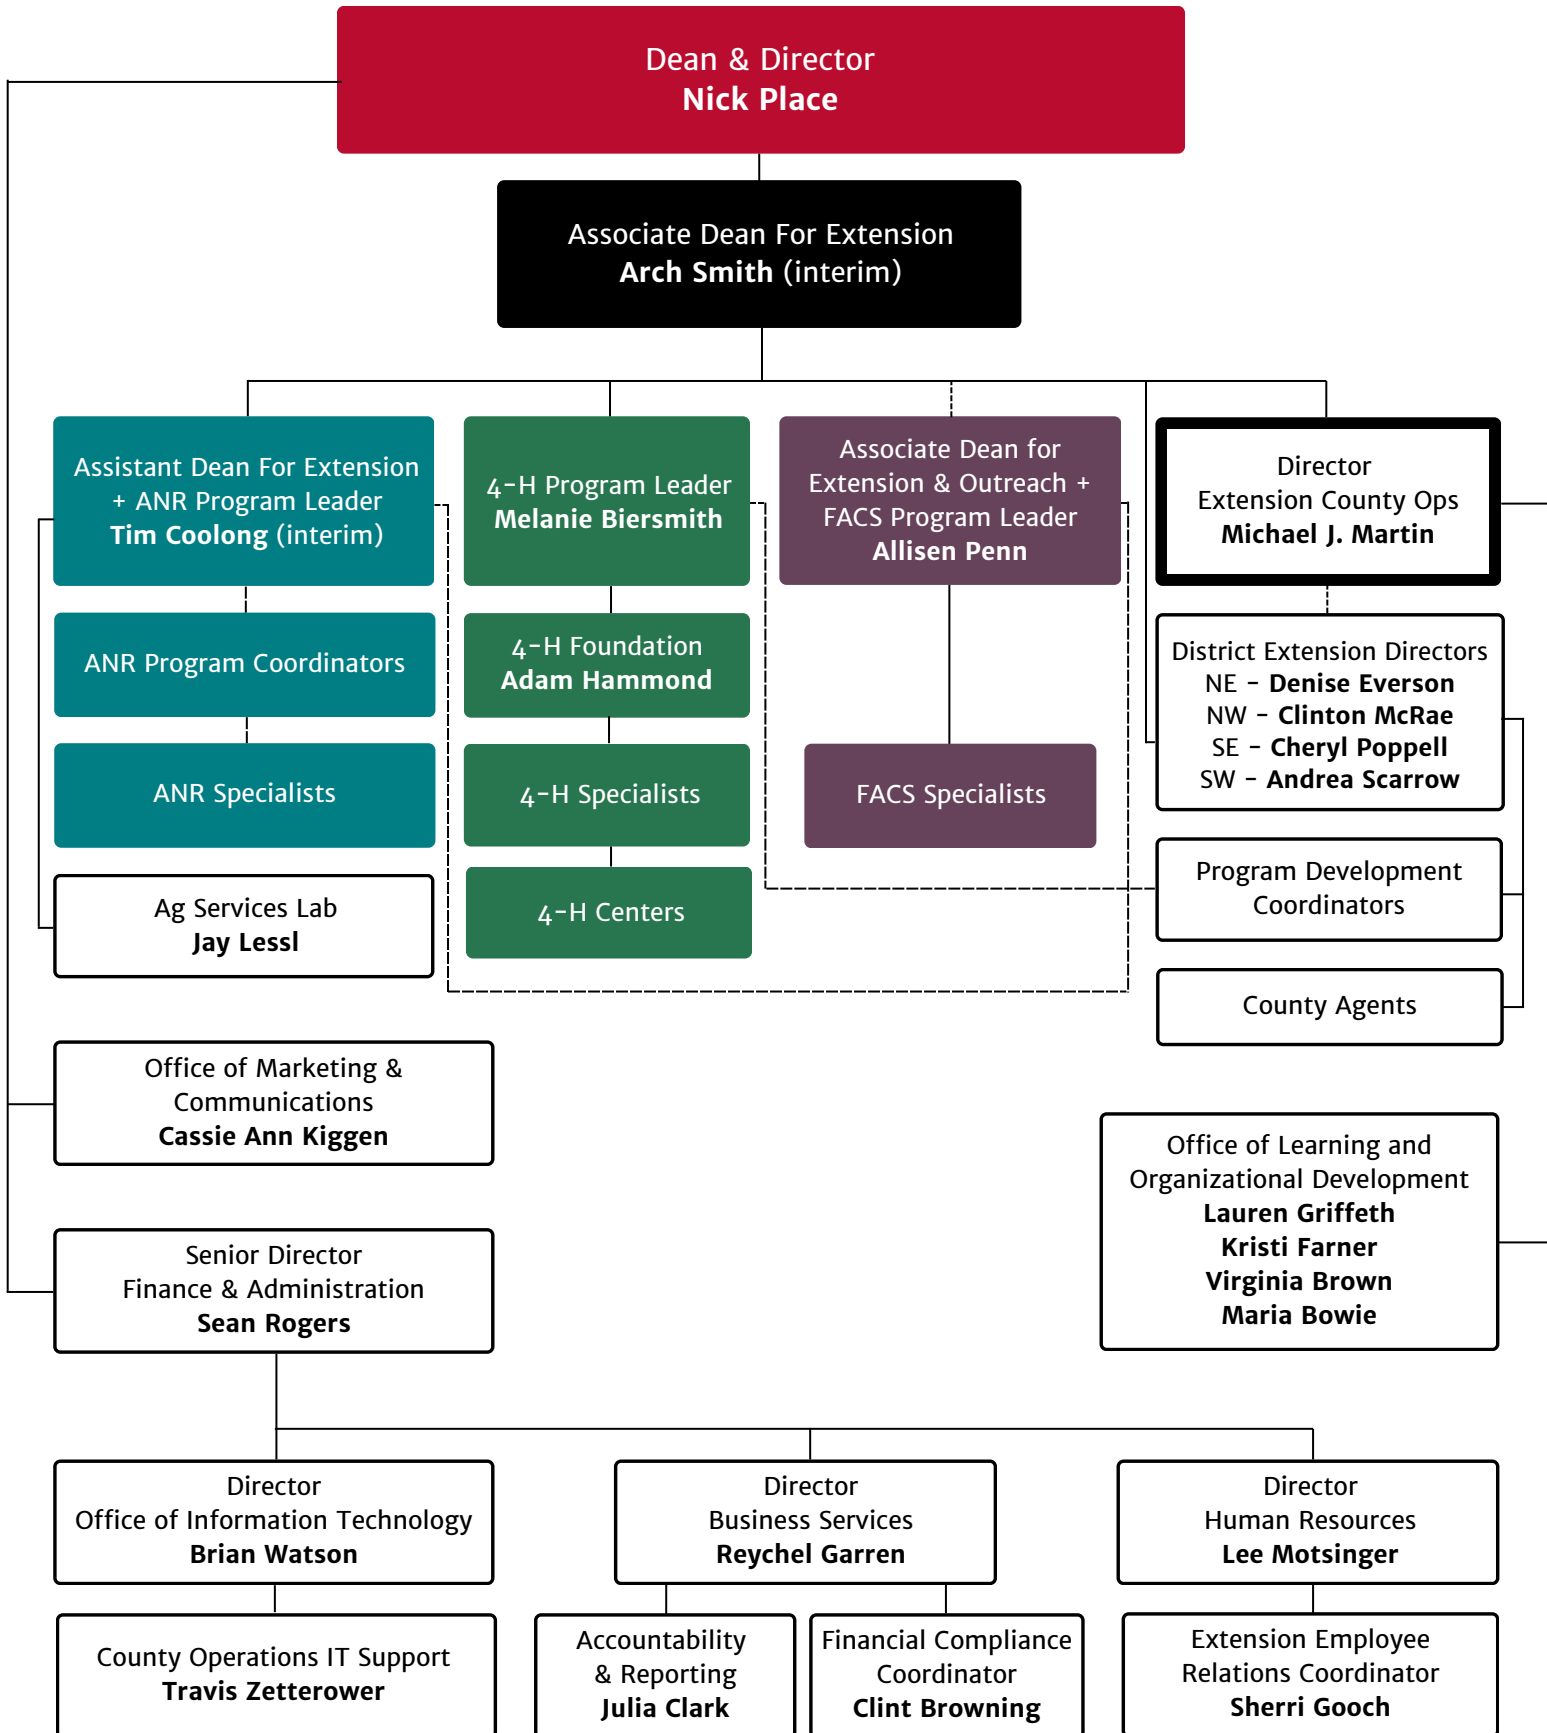 Dean & Director
Nick Place
Associate Dean For Extension
Arch Smith (interim)
Assistant Dean For Extension
+ ANR Program Leader
Tim Coolong (interim)
4-H Program Leader
Melanie Biersmith
Associate Dean for
Extension & Outreach +
FACS Program Leader
Allisen Penn
Director
Extension County Ops
Michael J. Martin
ANR Program Coordinators
4-H Foundation
Adam Hammond
District Extension Directors
NE - Denise Everson
NW - Clinton McRae
SE - Cheryl Poppell
SW - Andrea Scarrow
ANR Specialists
4-H Specialists
FACS Specialists
Program Development
Coordinators
Ag Services Lab
Jay Lessl
4-H Centers
County Agents
Office of Marketing &
Communications
Cassie Ann Kiggen
Office of Learning and
Organizational Development
Lauren Griffeth
Kristi Farner
Virginia Brown
Maria Bowie
Senior Director
Finance & Administration
Sean Rogers
Director
Office of Information Technology
Brian Watson
Director
Business Services
Reychel Garren
Director
Human Resources
Lee Motsinger
County Operations IT Support
Travis Zetterower
Accountability
& Reporting
Julia Clark
Financial Compliance
Coordinator
Clint Browning
Extension Employee
Relations Coordinator
Sherri Gooch